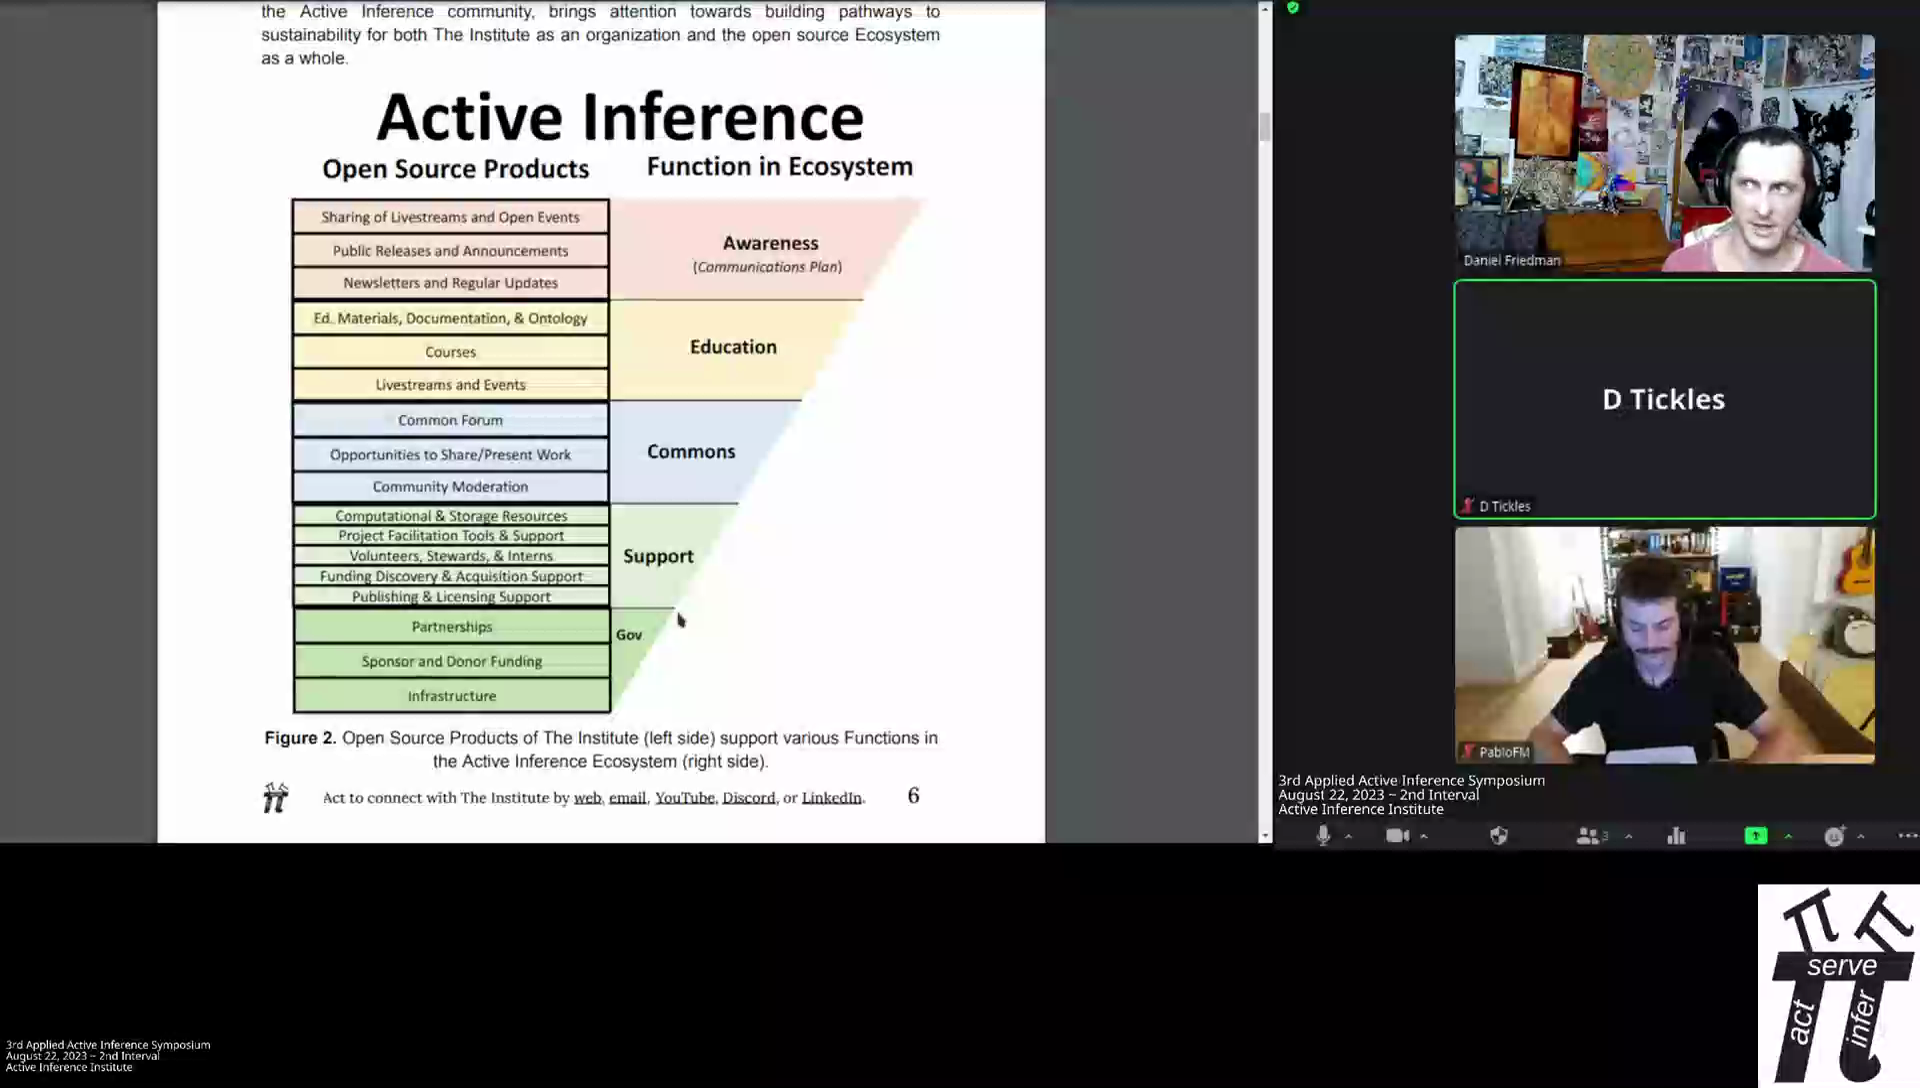 the Active Inference community, brings attention towards building pathways to
sustainability for both The Institute as an organization and the open source Ecosystem
as a whole.
Active Inference
Open Source Products
Function in Ecosystem
Sharing of Livestreams and Open Events
Public Releases and Announcements
Newsletters and Regular Updates
Awareness
(Communications Plan)
Ed. Materials, Documentation, & Ontology
Courses
Livestreams and Events
Education
Common Forum
Opportunities to Share/Present Work
Community Moderation
Commons
Computational & Storage Resources
Project Facilitation Tools & Support
Volunteers, Stewards, & Interns
Funding Discovery & Acquisition Support
Publishing & Licensing Support
Support
Partnerships
Sponsor and Donor Funding
Infrastructure
Gov
Figure 2. Open Source Products of The Institute (left side) support various Functions in
the Active Inference Ecosystem (right side).
Act to connect with The Institute by web, email, YouTube, Discord, or LinkedIn.
6
Daniel Friedman
D Tickles
D Tickles
PabloFM
3rd Applied Active Inference Symposium
August 22, 2023 – 2nd Interval
Active Inference Institute
3
serve
act
infer
3rd Applied Active Inference Symposium
August 22, 2023 – 2nd Interval
Active Inference Institute